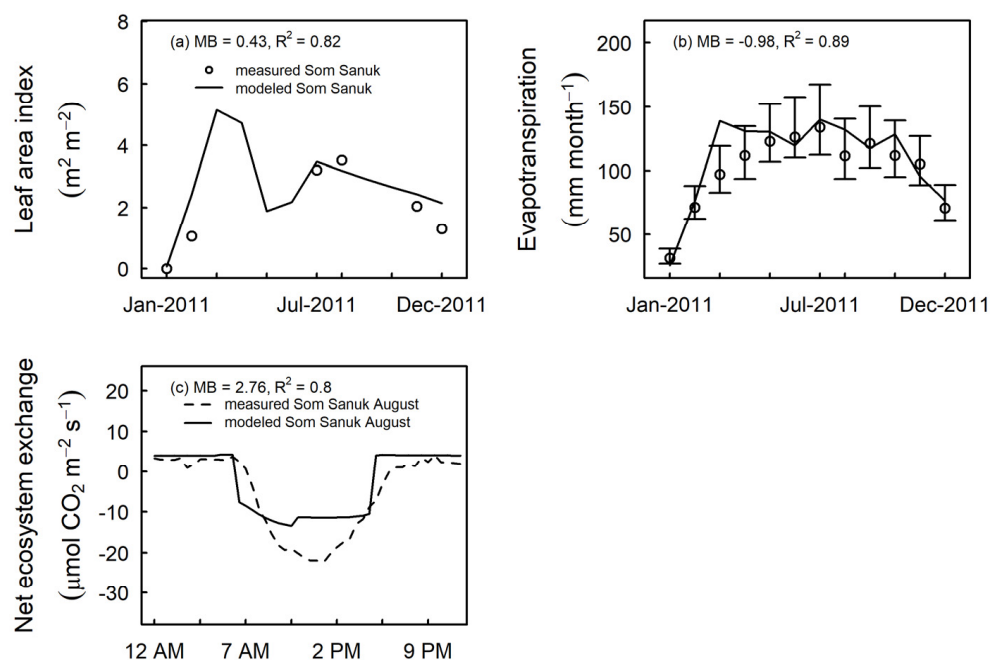 (a) MB = 0.43, R² = 0.82
measured Som Sanuk
modeled Som Sanuk
Leaf area index
(m² m⁻²)
8
6
4
2
0
Jan-2011 Jul-2011 Dec-2011
(b) MB = -0.98, R² = 0.89
Evapotranspiration
(mm month⁻¹)
200
150
100
50
Jan-2011 Jul-2011 Dec-2011
(c) MB = 2.76, R² = 0.8
measured Som Sanuk August
modeled Som Sanuk August
Net ecosystem exchange
(μmol CO₂ m⁻² s⁻¹)
20
10
0
-10
-20
-30
12 AM 7 AM 2 PM 9 PM